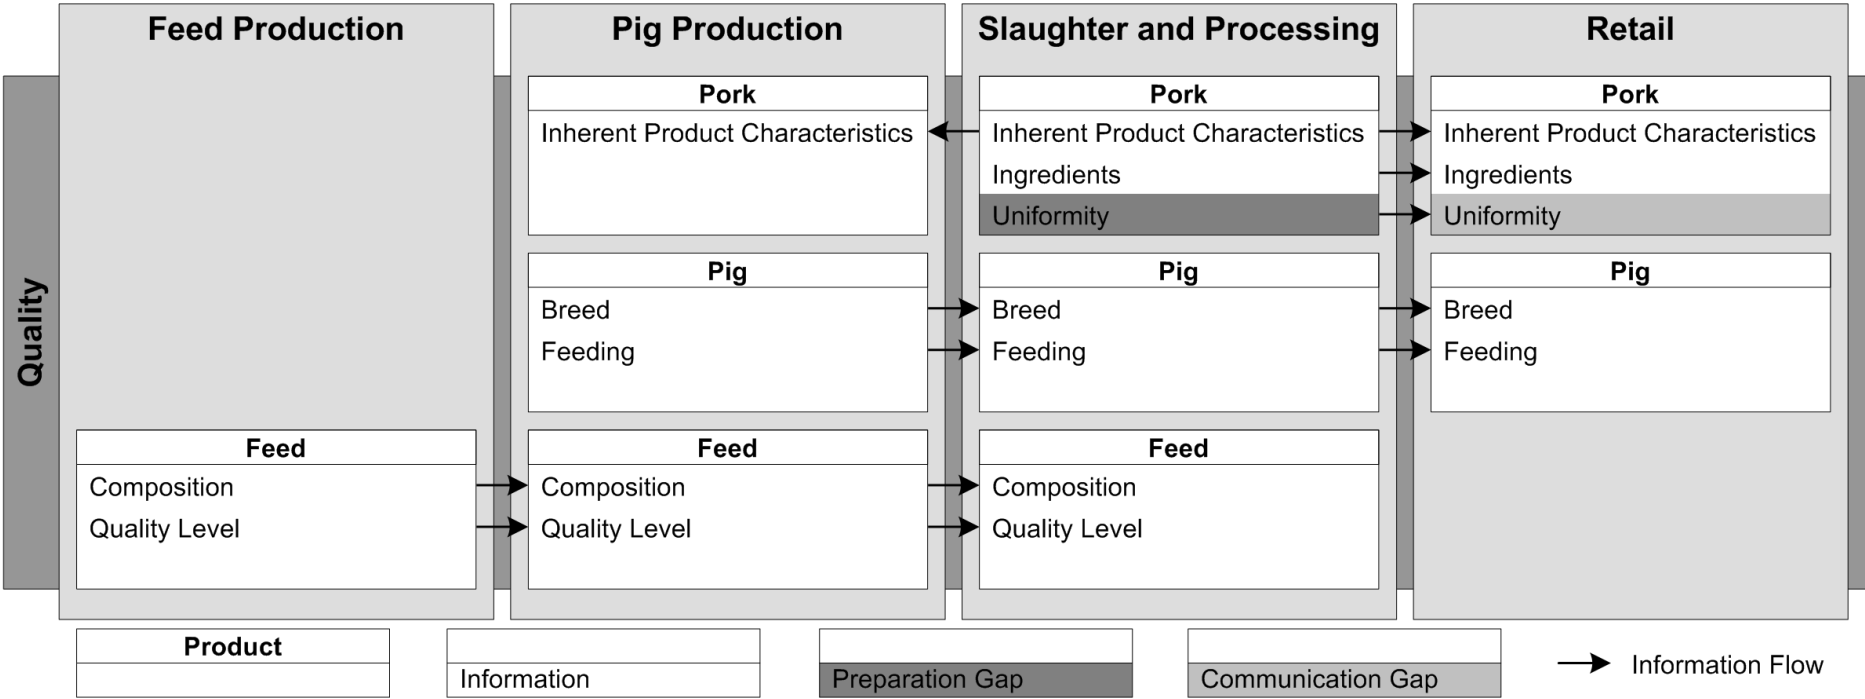 Feed Production
Pig Production
Slaughter and Processing
Retail
Quality
Pork
Inherent Product Characteristics
Pork
Inherent Product Characteristics
Ingredients
Uniformity
Pork
Inherent Product Characteristics
Ingredients
Uniformity
Pig
Breed
Feeding
Pig
Breed
Feeding
Pig
Breed
Feeding
Feed
Composition
Quality Level
Feed
Composition
Quality Level
Feed
Composition
Quality Level
Product
Information
Preparation Gap
Communication Gap
Information Flow